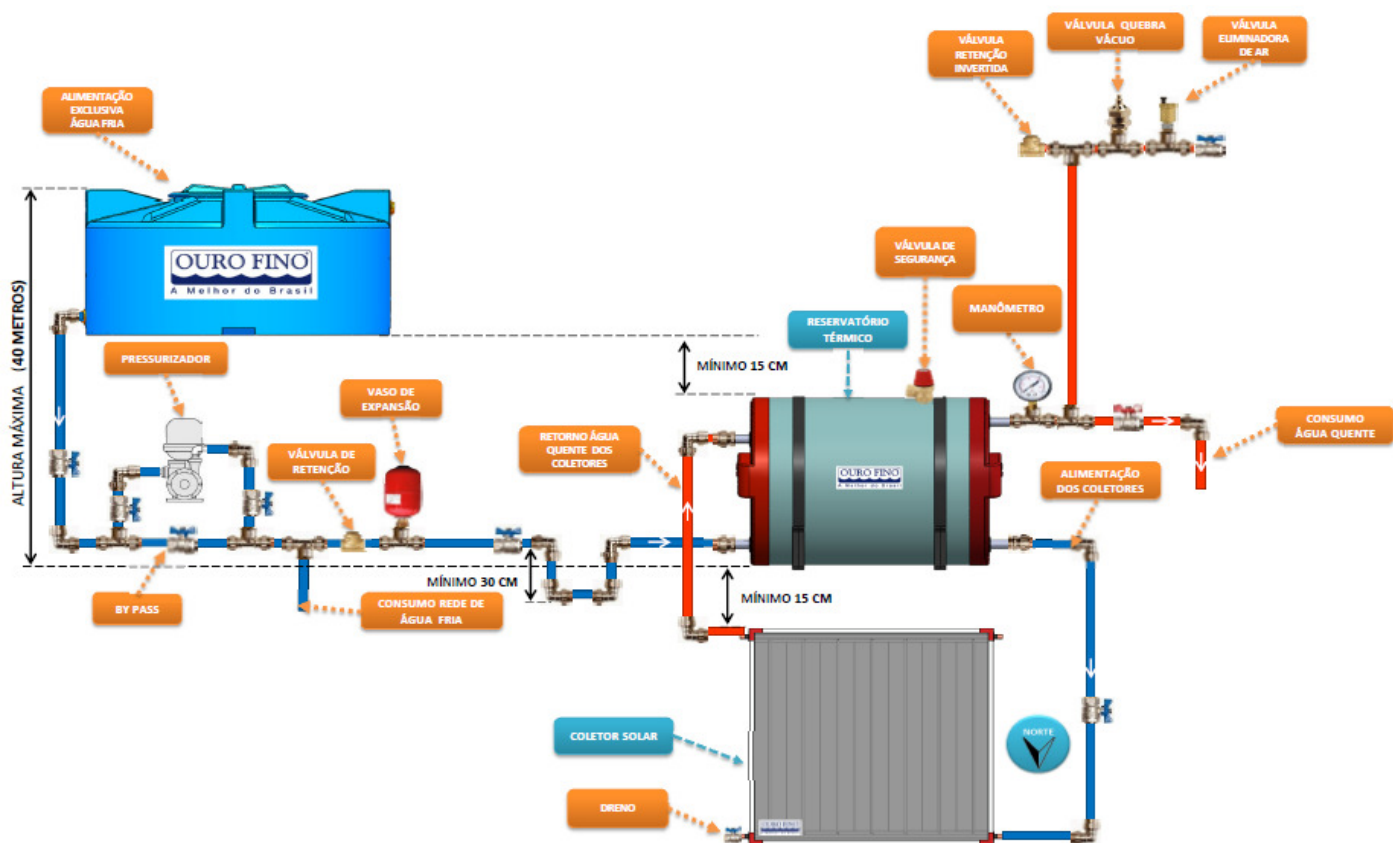 VÁLVULA
RETENÇÃO
INVERTIDA
VÁLVULA QUEBRA
VÁCUO
VÁLVULA
ELIMINADORA
DE AR
ALIMENTAÇÃO
EXCLUSIVA
ÁGUA FRIA
OURO FINO
A Melhor do Brasil
ALTURA MÁXIMA (40 METROS)
PRESSURIZADOR
VASO DE
EXPANSÃO
VÁLVULA DE
RETENÇÃO
MÍNIMO 15 CM
RESERVATÓRIO
TÉRMICO
VÁLVULA DE
SEGURANÇA
MANÔMETRO
RETORNO ÁGUA
QUENTE DOS
COLETORES
OURO FINO
A Melhor do Brasil
CONSUMO
ÁGUA QUENTE
ALIMENTAÇÃO
DOS COLETORES
MÍNIMO 30 CM
BY PASS
CONSUMO REDE DE
ÁGUA FRIA
MÍNIMO 15 CM
COLETOR SOLAR
NORTE
DRENO
OURO FINO